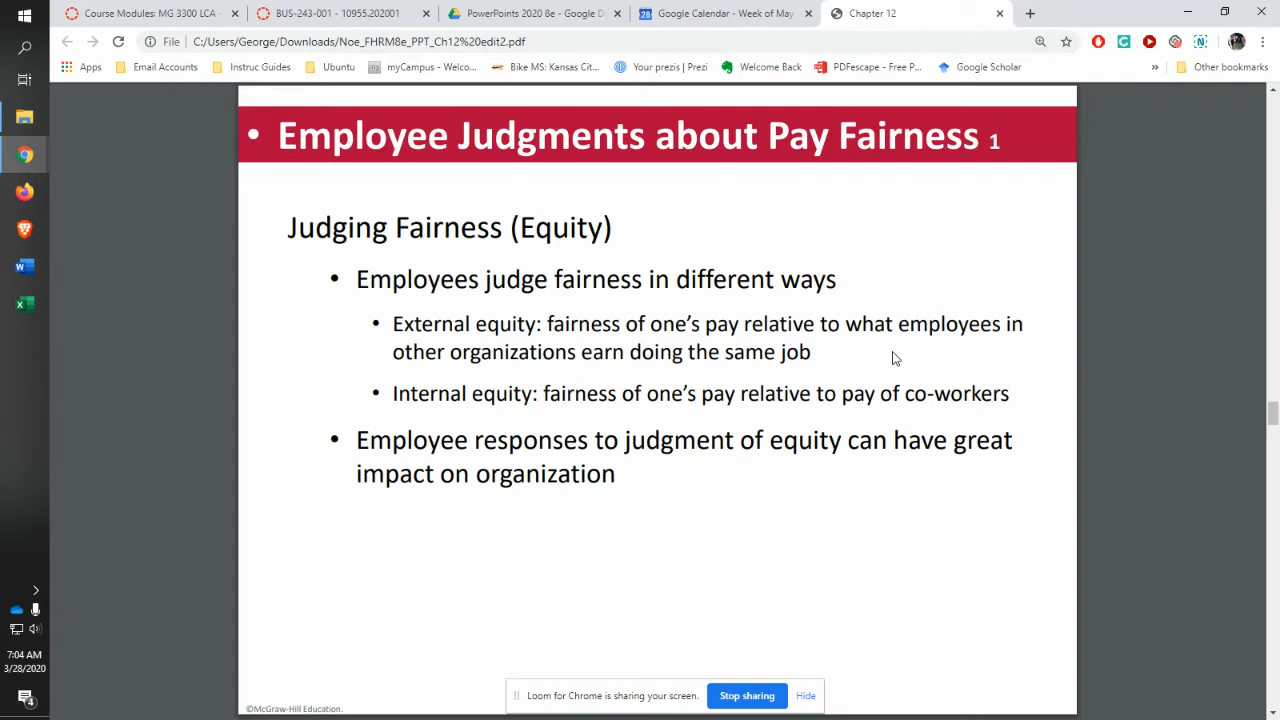 Course Modules: MG 3300 LCA -
BUS-243-001 - 10955.202001
PowerPoints 2020 8e - Google D
Google Calendar - Week of May
Chapter 12
File
C:/Users/George/Downloads/Noe_FHRM8e_PPT_Ch12%20edit2.pdf
Apps
Email Accounts
Instruc Guides
Ubuntu
myCampus - Welco...
Bike MS: Kansas Cit...
Your prezis | Prezi
Welcome Back
PDFescape - Free P...
Google Scholar
»
Other bookmarks
• Employee Judgments about Pay Fairness 1
Judging Fairness (Equity)
• Employees judge fairness in different ways
• External equity: fairness of one’s pay relative to what employees in
other organizations earn doing the same job
• Internal equity: fairness of one’s pay relative to pay of co-workers
• Employee responses to judgment of equity can have great
impact on organization
7:04 AM
3/28/2020
4
Loom for Chrome is sharing your screen.
Stop sharing
Hide
©McGraw-Hill Education.